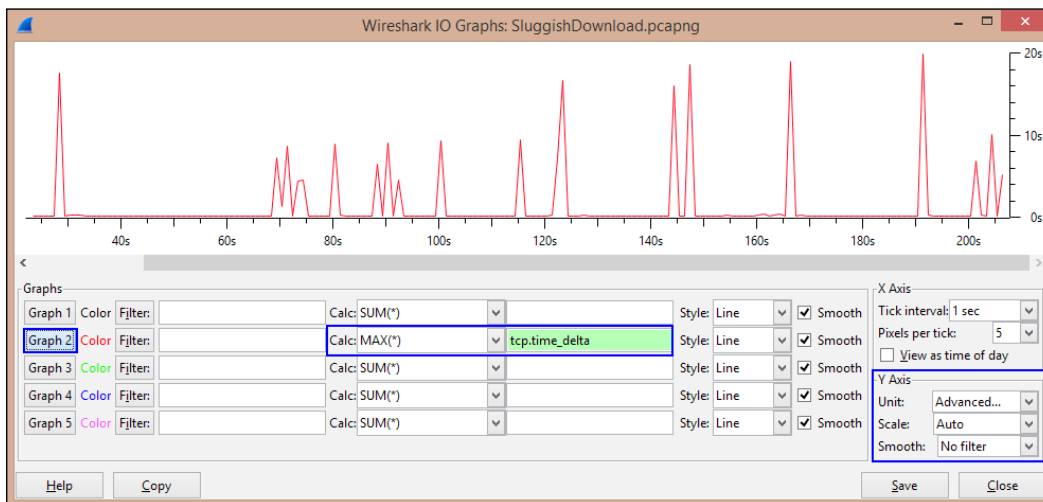 Wireshark IO Graphs: SluggishDownload.pcapng
20s
10s
0s
40s 60s 80s 100s 120s 140s 160s 180s 200s
Graphs
Graph 1 Color Filter: Calc: SUM(*) Style: Line Smooth
Graph 2 Color Filter: Calc: MAX(*) tcp.time_delta Style: Line Smooth
Graph 3 Color Filter: Calc: SUM(*) Style: Line Smooth
Graph 4 Color Filter: Calc: SUM(*) Style: Line Smooth
Graph 5 Color Filter: Calc: SUM(*) Style: Line Smooth
X Axis
Tick interval: 1 sec
Pixels per tick: 5
View as time of day
Y Axis
Unit: Advanced...
Scale: Auto
Smooth: No filter
Help Copy Save Close